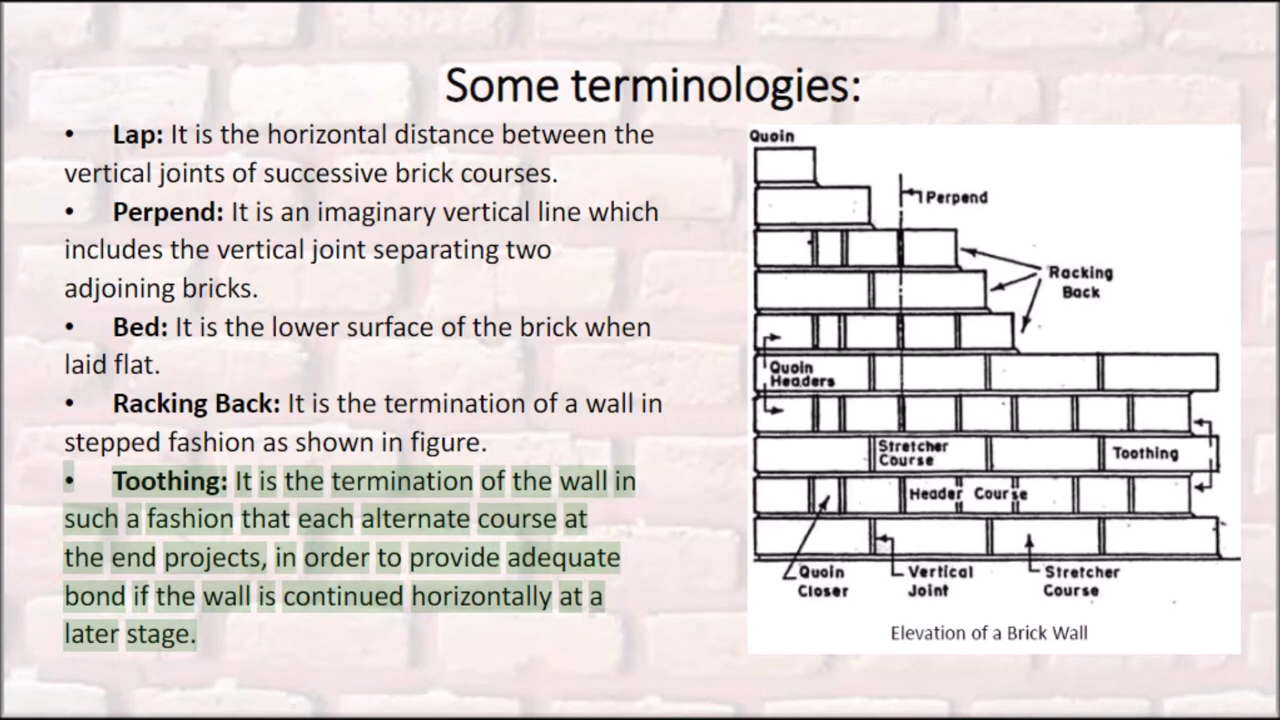 Some terminologies:
• Lap: It is the horizontal distance between the
vertical joints of successive brick courses.
• Perpend: It is an imaginary vertical line which
includes the vertical joint separating two
adjoining bricks.
• Bed: It is the lower surface of the brick when
laid flat.
• Racking Back: It is the termination of a wall in
stepped fashion as shown in figure.
• Toothing: It is the termination of the wall in
such a fashion that each alternate course at
the end projects, in order to provide adequate
bond if the wall is continued horizontally at a
later stage.
Quoin
Perpend
Racking
Back
Quoin
Headers
Stretcher
Course
Toothing
Header Course
Quoin
Closer
Vertical
Joint
Stretcher
Course
Elevation of a Brick Wall